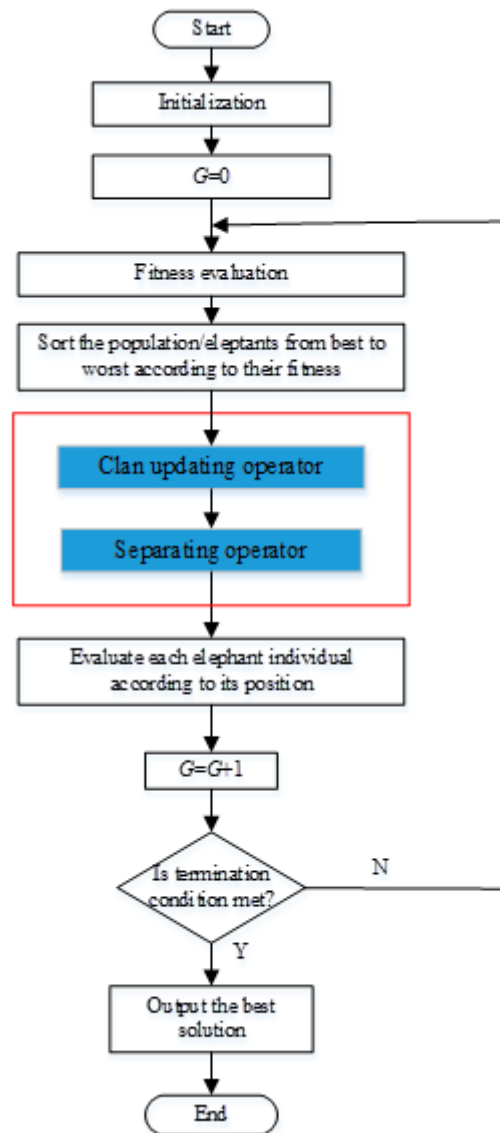 Start
Initialization
G=0
Fitness evaluation
Sort the population/eleptants from best to
worst according to their fitness
Clan updating operator
Separating operator
Evaluate each elephant individual
according to its position
G=G+1
Is termination
condition met?
N
Y
Output the best
solution
End